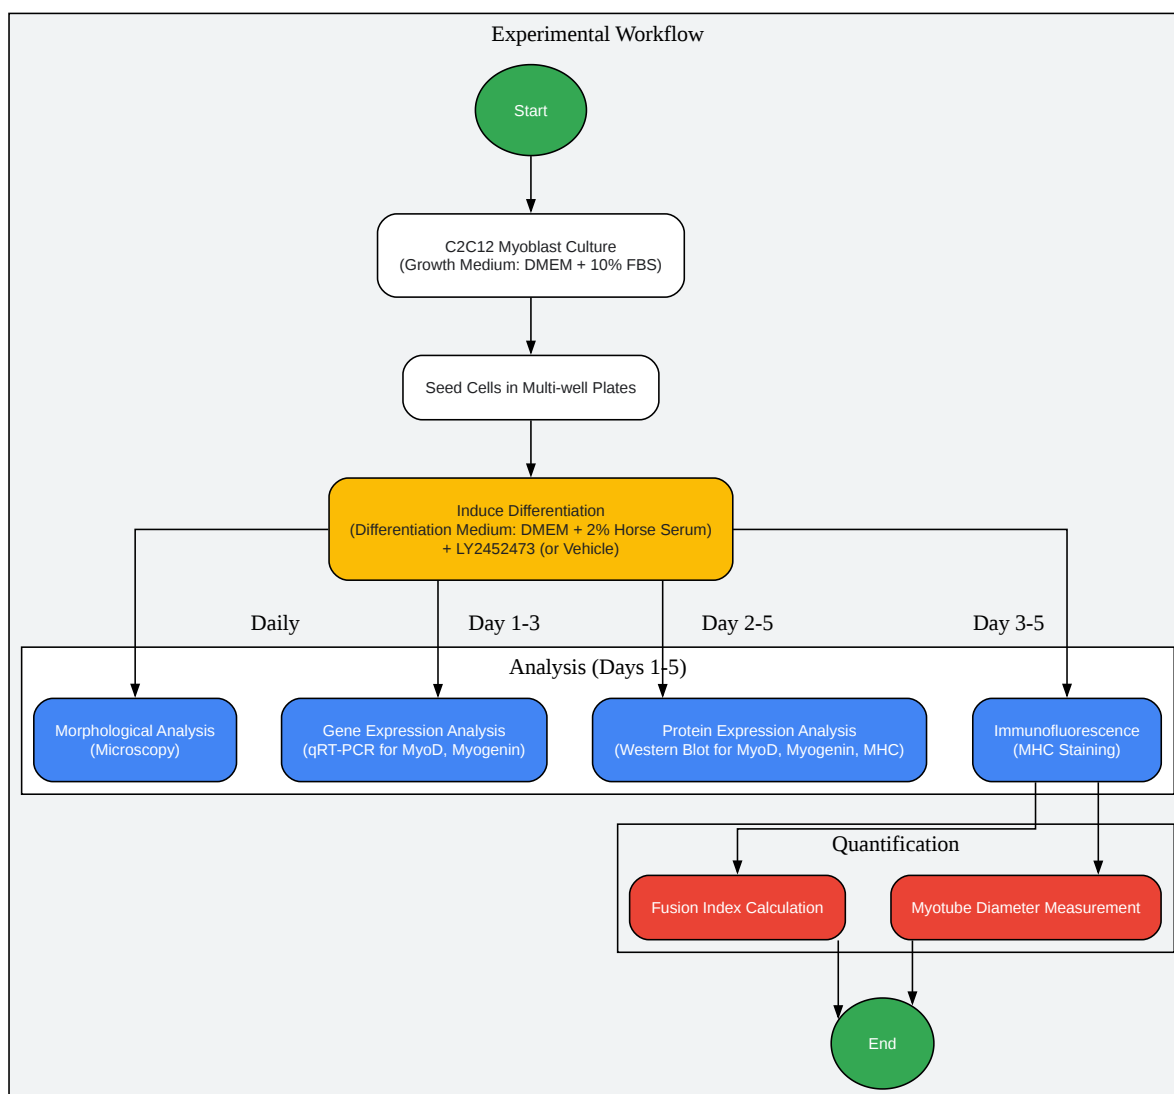 Experimental Workflow
Start
C2C12 Myoblast Culture
(Growth Medium: DMEM + 10% FBS)
Seed Cells in Multi-well Plates
Induce Differentiation
(Differentiation Medium: DMEM + 2% Horse Serum)
+ LY2452473 (or Vehicle)
Daily
Day 1-3
Day 2-5
Day 3-5
Analysis (Days 1-5)
Morphological Analysis
(Microscopy)
Gene Expression Analysis
(qRT-PCR for MyoD, Myogenin)
Protein Expression Analysis
(Western Blot for MyoD, Myogenin, MHC)
Immunofluorescence
(MHC Staining)
Quantification
Fusion Index Calculation
Myotube Diameter Measurement
End